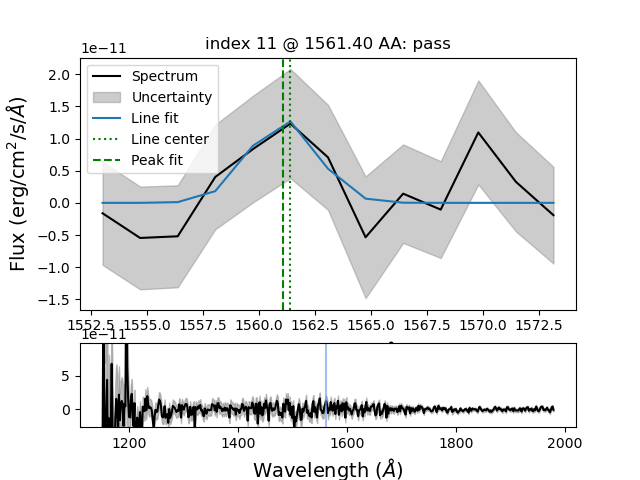 index 11 @ 1561.40 AA: pass
1e−11
Spectrum
Uncertainty
Line fit
Line center
Peak fit
2.0
1.5
1.0
0.5
0.0
−0.5
−1.0
−1.5
Flux (erg/cm²/s/Å)
1552.5 1555.0 1557.5 1560.0 1562.5 1565.0 1567.5 1570.0 1572.5
1e−11
5
0
1200 1400 1600 1800 2000
Wavelength (Å)